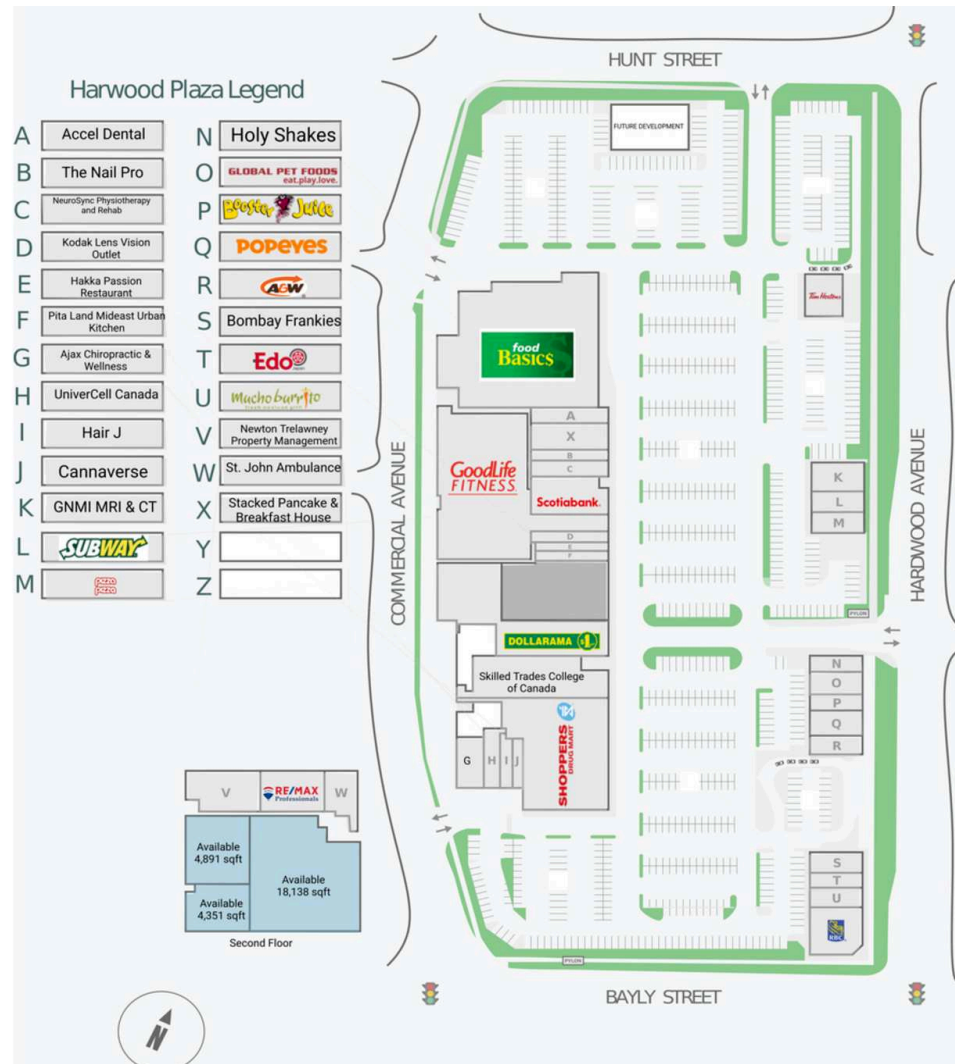 HUNT STREET
Harwood Plaza Legend
A Accel Dental
B The Nail Pro
C NeuroSync Physiotherapy
and Rehab
D Kodak Lens Vision
Outlet
E Hakka Passion
Restaurant
F Pita Land Mideast Urban
Kitchen
G Ajax Chiropractic &
Wellness
H UniverCell Canada
I Hair J
J Cannaverse
K GNMI MRI & CT
L SUBWAY
M pizza
pizza
N Holy Shakes
O GLOBAL PET FOODS
eat.play.love.
P Booster Juice
Q POPEYES
R A&W
S Bombay Frankies
T Edo
U mucho burrito
V Newton Trelawney
Property Management
W St. John Ambulance
X Stacked Pancake &
Breakfast House
Y
Z
FUTURE DEVELOPMENT
Tim Hortons
food
Basics
A
X
B
C
GoodLife
FITNESS
Scotiabank
D
E
F
DOLLARAMA
Skilled Trades College
of Canada
SHOPPERS
DRUG MART
G
H
I
J
K
L
M
PYLON
N
O
P
Q
R
S
T
U
RBC
PYLON
COMMERCIAL AVENUE
HARDWOOD AVENUE
BAYLY STREET
V
RE/MAX
Professionals
W
Available
4,891 sqft
Available
18,138 sqft
Available
4,351 sqft
Second Floor
N